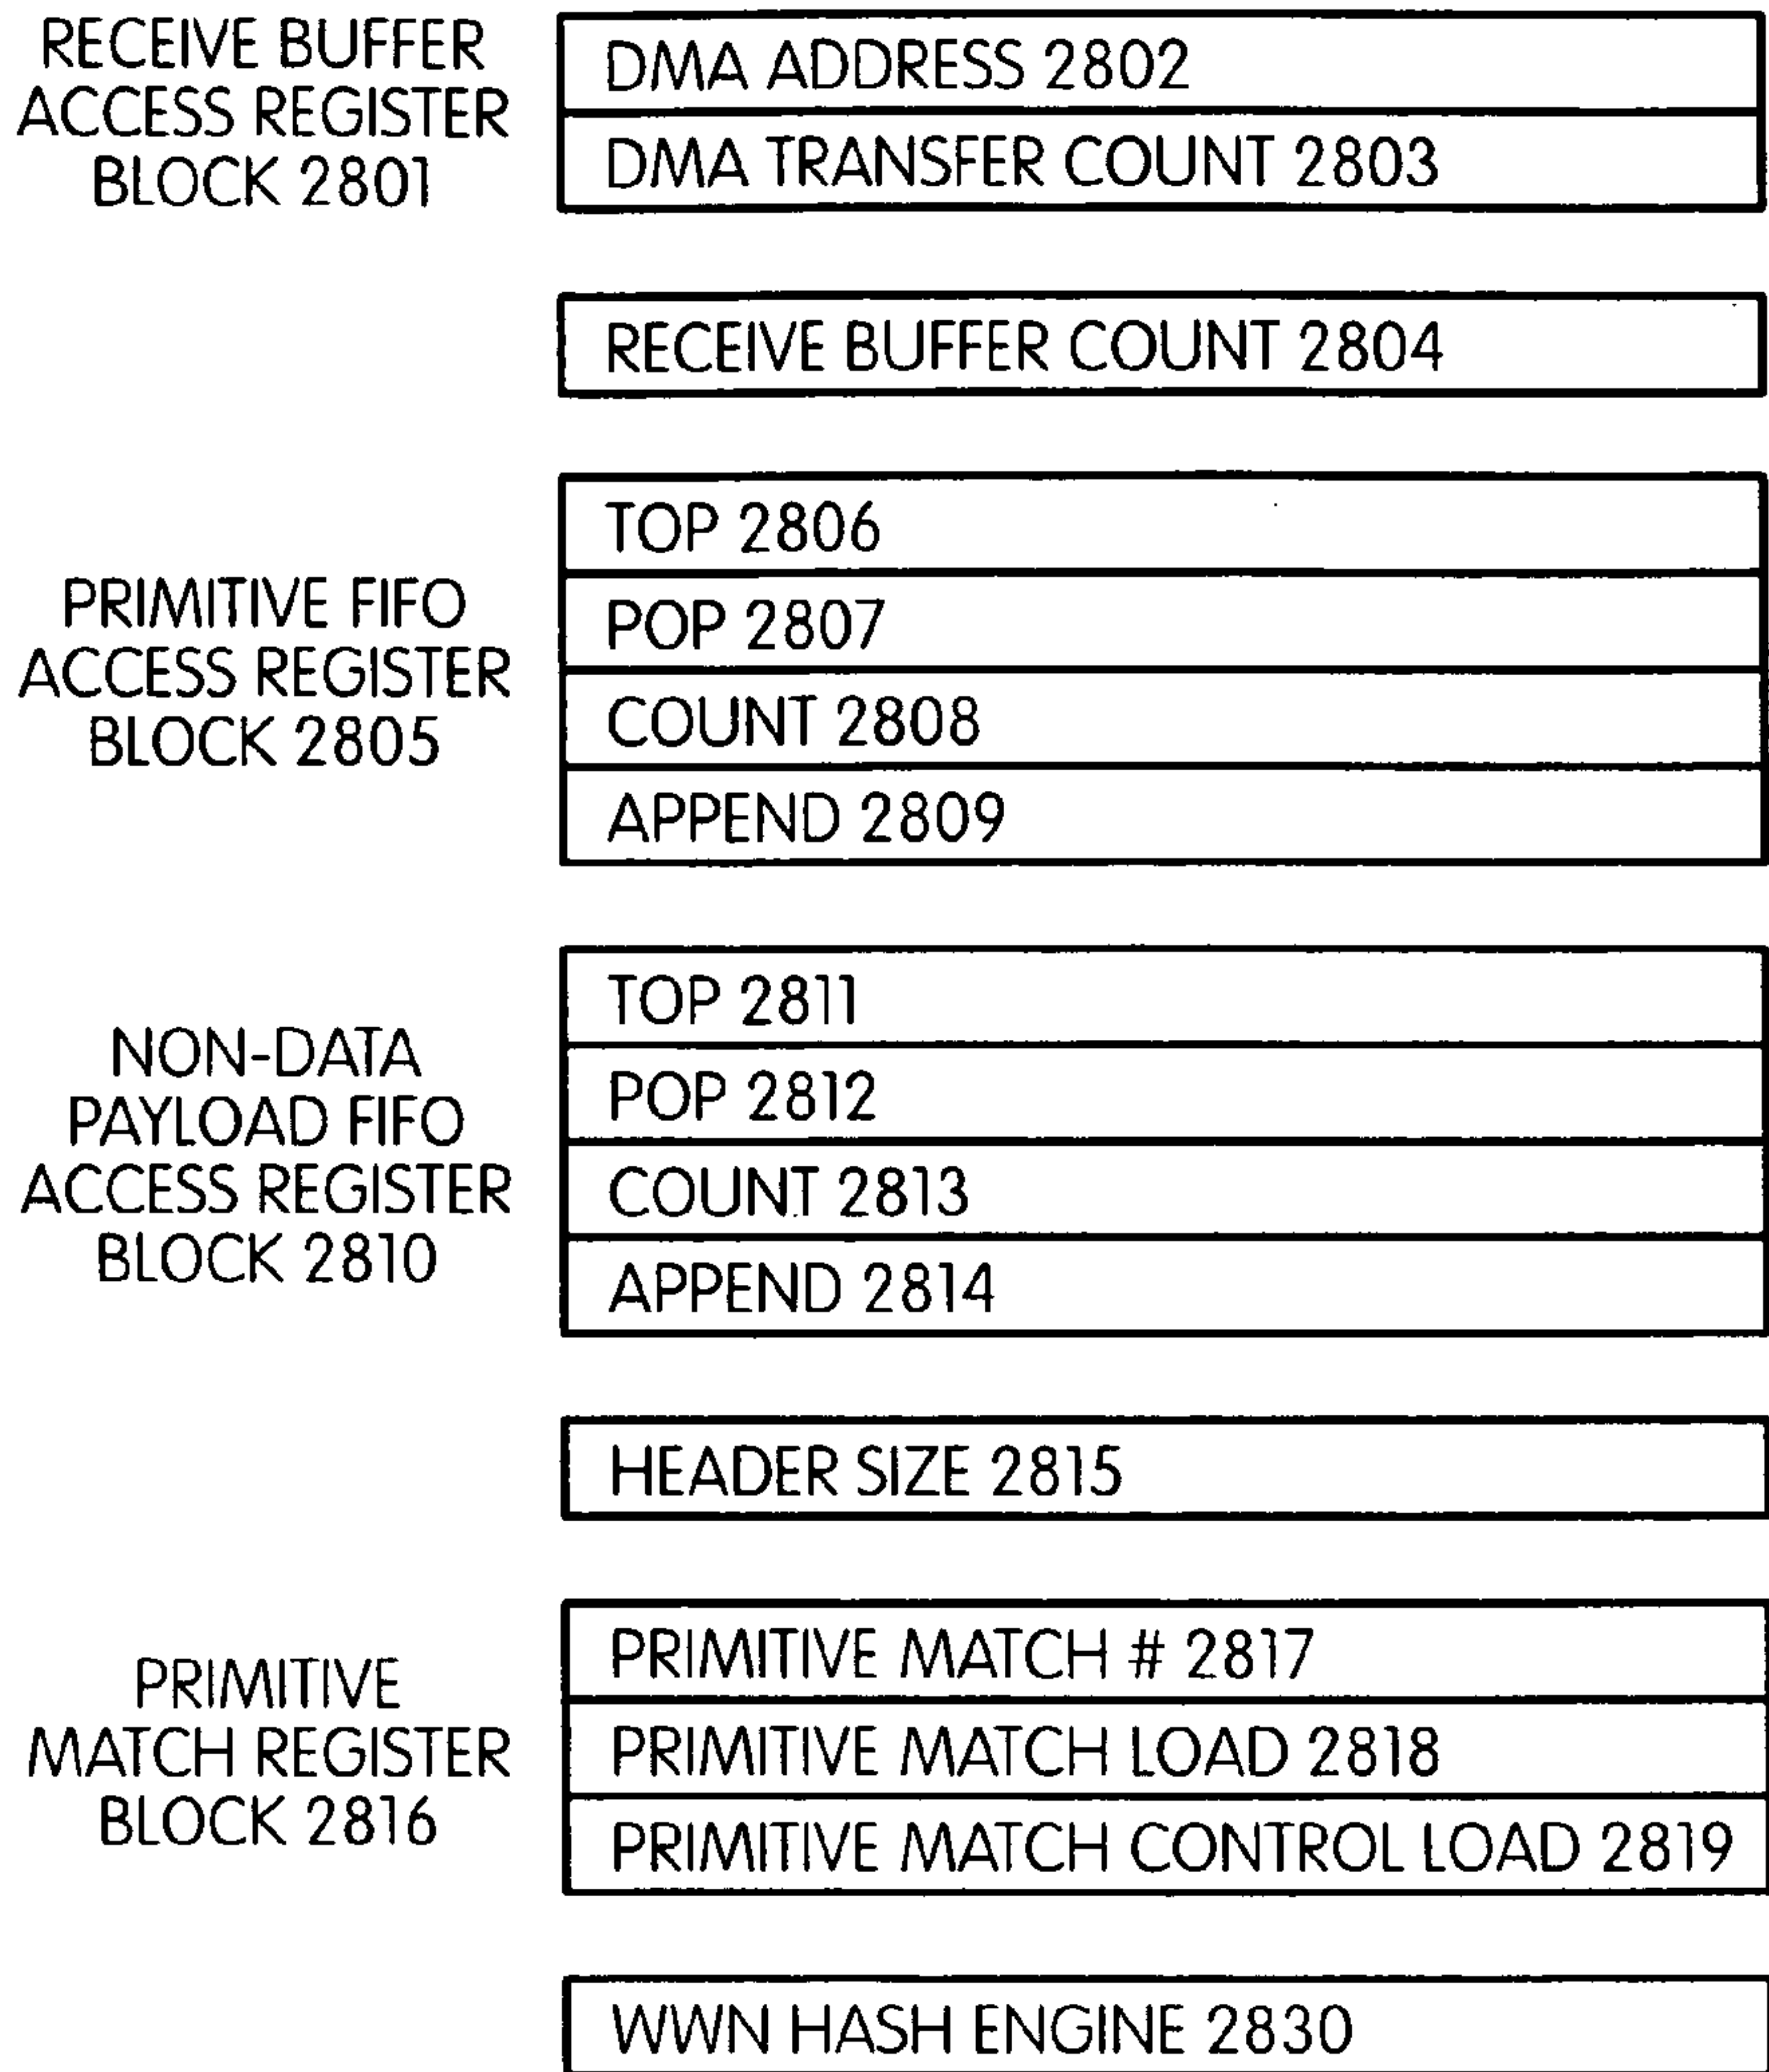 RECEIVE BUFFER
ACCESS REGISTER
BLOCK 2801
DMA ADDRESS 2802
DMA TRANSFER COUNT 2803
RECEIVE BUFFER COUNT 2804
PRIMITIVE FIFO
ACCESS REGISTER
BLOCK 2805
TOP 2806
POP 2807
COUNT 2808
APPEND 2809
NON-DATA
PAYLOAD FIFO
ACCESS REGISTER
BLOCK 2810
TOP 2811
POP 2812
COUNT 2813
APPEND 2814
HEADER SIZE 2815
PRIMITIVE
MATCH REGISTER
BLOCK 2816
PRIMITIVE MATCH # 2817
PRIMITIVE MATCH LOAD 2818
PRIMITIVE MATCH CONTROL LOAD 2819
WWN HASH ENGINE 2830